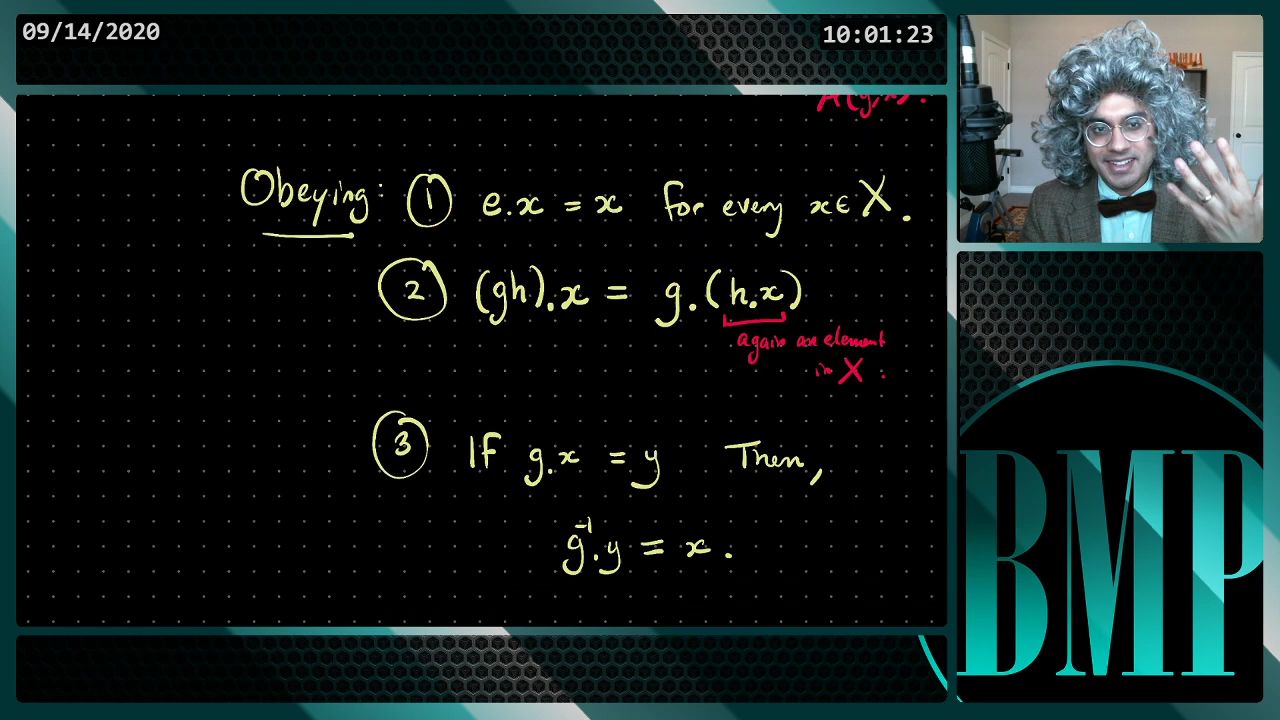 09/14/2020
10:01:23
A(g,x).
Obeying: ① e.x = x for every x∈X.
② (gh).x = g.(h.x)
again an element
in X.
③ If g.x = y Then,
g⁻¹.y = x.
BMP